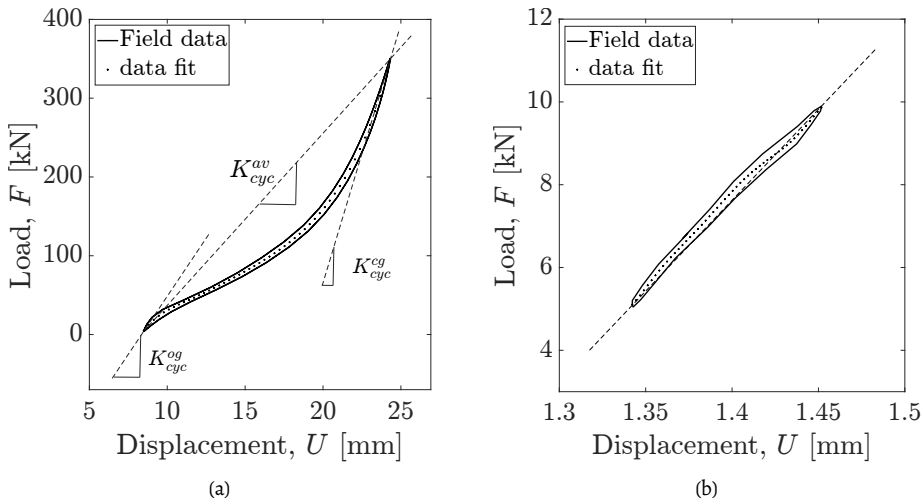 400
300
200
100
0
5
10
15
20
25
Load, F [kN]
Displacement, U [mm]
Field data
data fit
K_{cyc}^{av}
K_{cyc}^{cg}
K_{cyc}^{og}
(a)
12
10
8
6
4
1.3
1.35
1.4
1.45
1.5
Load, F [kN]
Displacement, U [mm]
Field data
data fit
(b)